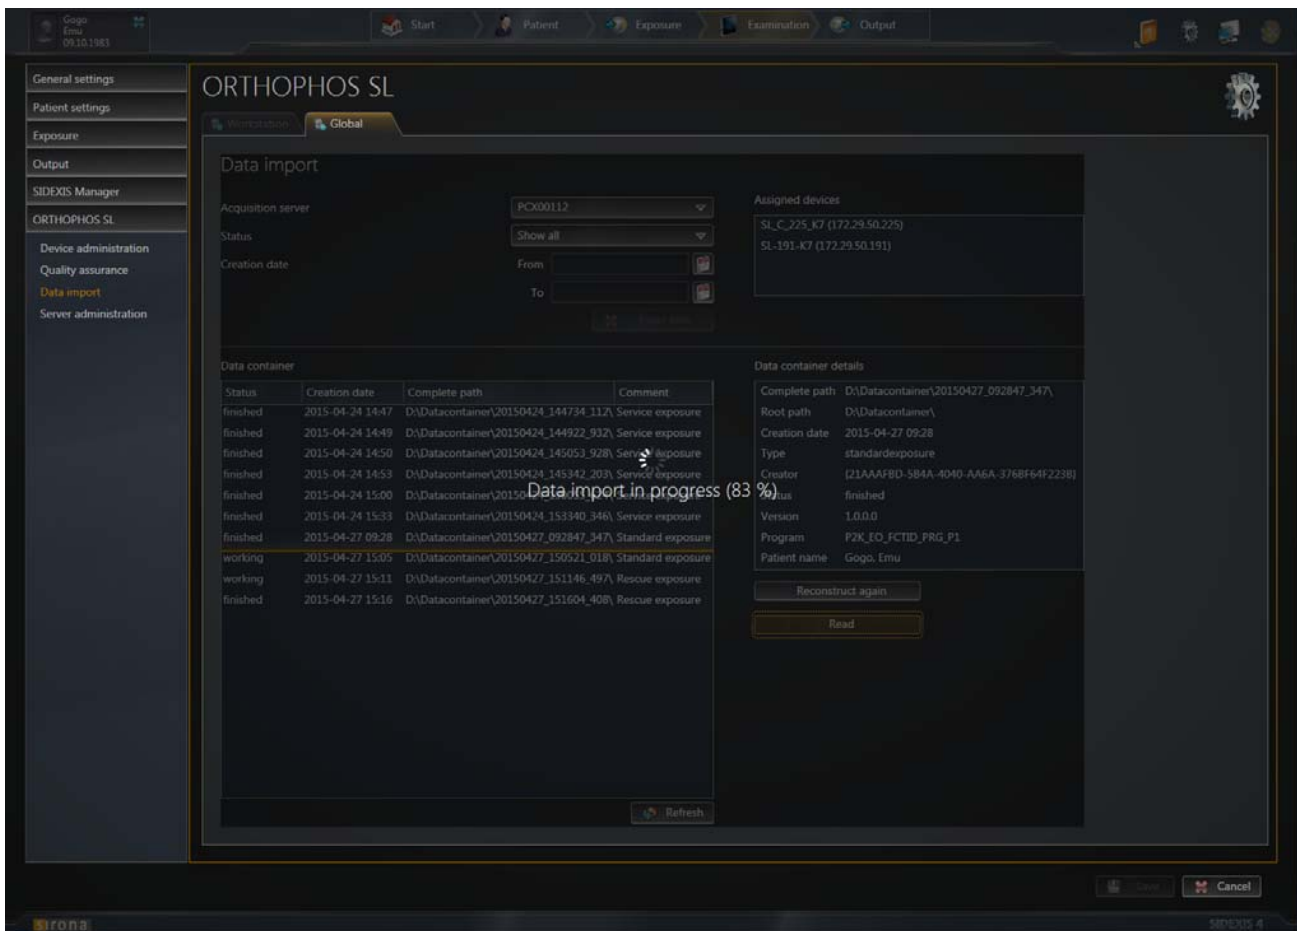 Gogo
Emu
09.10.1983
Start
Patient
Exposure
Examination
Output
General settings
Patient settings
Exposure
Output
SIDEXIS Manager
ORTHOPHOS SL
Device administration
Quality assurance
Data import
Server administration
ORTHOPHOS SL
Workstation
Global
Data import
Acquisition server
PCX00112
Status
Show all
Creation date
From
To
Assigned devices
SL_C_225_K7 (172.29.50.225)
SL-191-K7 (172.29.50.191)
Data container
Status Creation date Complete path Comment
finished 2015-04-24 14:47 D:\Datacontainer\20150424_144734_112\ Service exposure
finished 2015-04-24 14:49 D:\Datacontainer\20150424_144922_932\ Service exposure
finished 2015-04-24 14:50 D:\Datacontainer\20150424_145053_928\ Service exposure
finished 2015-04-24 14:53 D:\Datacontainer\20150424_145342_203\ Service exposure
finished 2015-04-24 15:00
finished 2015-04-24 15:33 D:\Datacontainer\20150424_153340_346\ Service exposure
finished 2015-04-27 09:28 D:\Datacontainer\20150427_092847_347\ Standard exposure
working 2015-04-27 15:05 D:\Datacontainer\20150427_150521_018\ Standard exposure
working 2015-04-27 15:11 D:\Datacontainer\20150427_151146_497\ Rescue exposure
finished 2015-04-27 15:16 D:\Datacontainer\20150427_151604_408\ Rescue exposure
Refresh
Data import in progress (83 %)
Data container details
Complete path D:\Datacontainer\20150427_092847_347\
Root path D:\Datacontainer\
Creation date 2015-04-27 09:28
Type standardexposure
Creator {21AAAFBD-5B4A-4040-AA6A-376BF64F223B}
Status finished
Version 1.0.0.0
Program P2K_EO_FCTID_PRG_P1
Patient name Gogo, Emu
Reconstruct again
Read
Save
Cancel
sirona
SIDEXIS 4